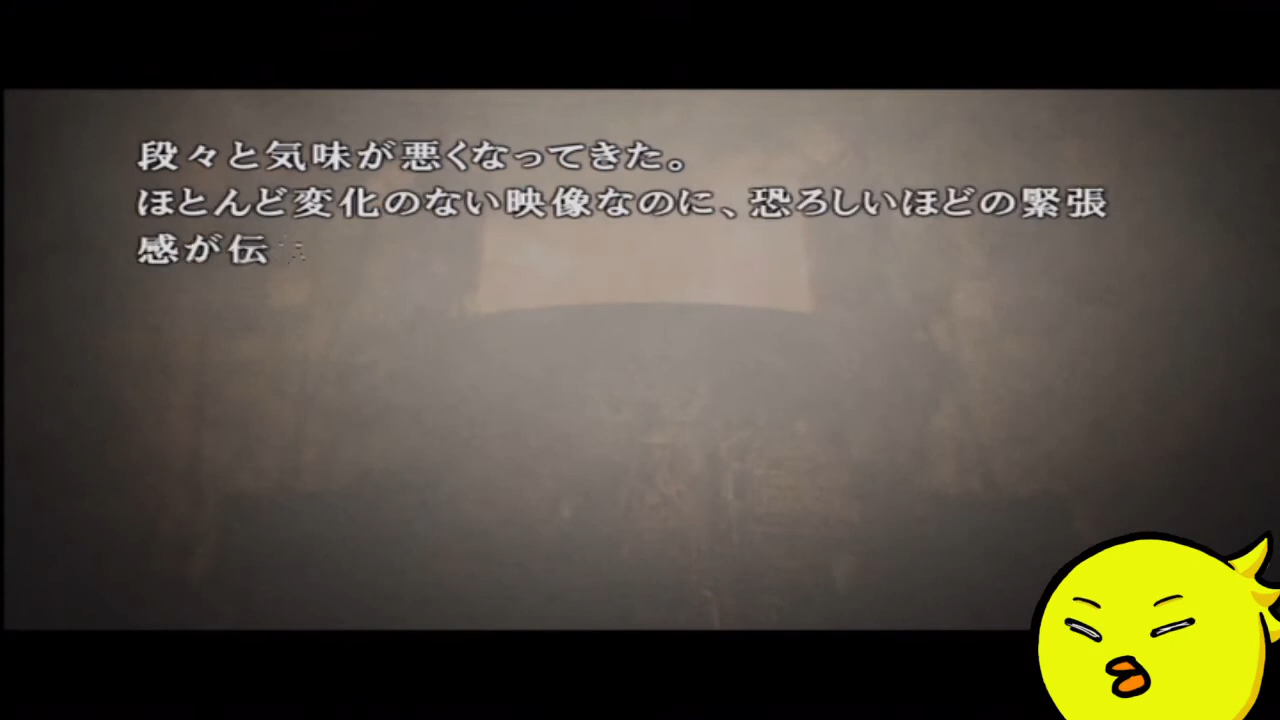 段々と気味が悪くなってきた。
ほとんど変化のない映像なのに、恐ろしいほどの緊張
感が伝